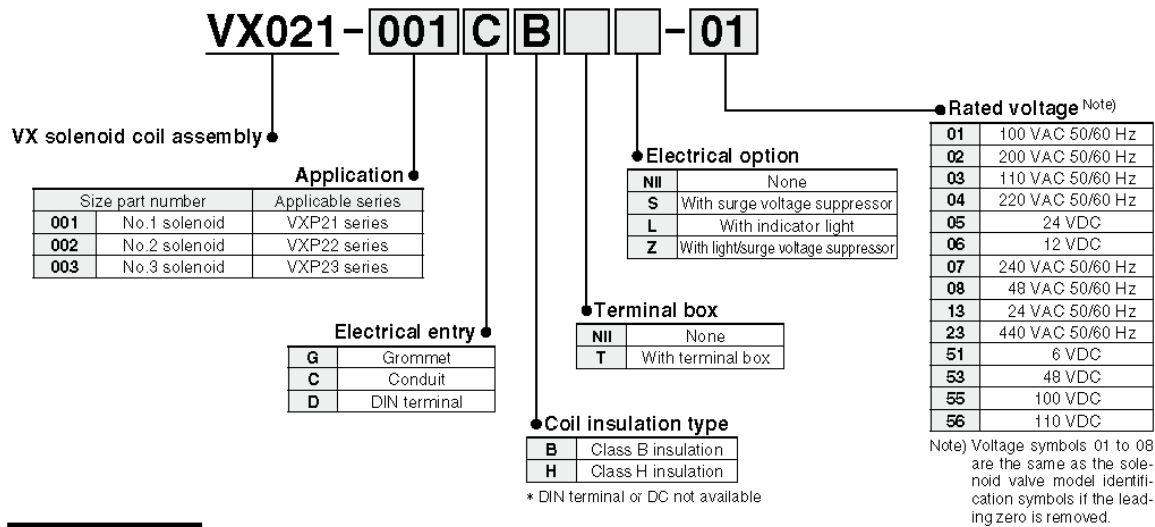 VX021-001CB -01
VX solenoid coil assembly
Application
Size part number Applicable series
001 No.1 solenoid VXP21 series
002 No.2 solenoid VXP22 series
003 No.3 solenoid VXP23 series
Electrical entry
G Grommet
C Conduit
D DIN terminal
Coil insulation type
B Class B insulation
H Class H insulation
* DIN terminal or DC not available
Terminal box
Nil None
T With terminal box
Electrical option
Nil None
S With surge voltage suppressor
L With indicator light
Z With light/surge voltage suppressor
Rated voltage Note)
01 100 VAC 50/60 Hz
02 200 VAC 50/60 Hz
03 110 VAC 50/60 Hz
04 220 VAC 50/60 Hz
05 24 VDC
06 12 VDC
07 240 VAC 50/60 Hz
08 48 VAC 50/60 Hz
13 24 VAC 50/60 Hz
23 440 VAC 50/60 Hz
51 6 VDC
53 48 VDC
55 100 VDC
56 110 VDC
Note) Voltage symbols 01 to 08
are the same as the sole-
noid valve model identifi-
cation symbols if the lead-
ing zero is removed.